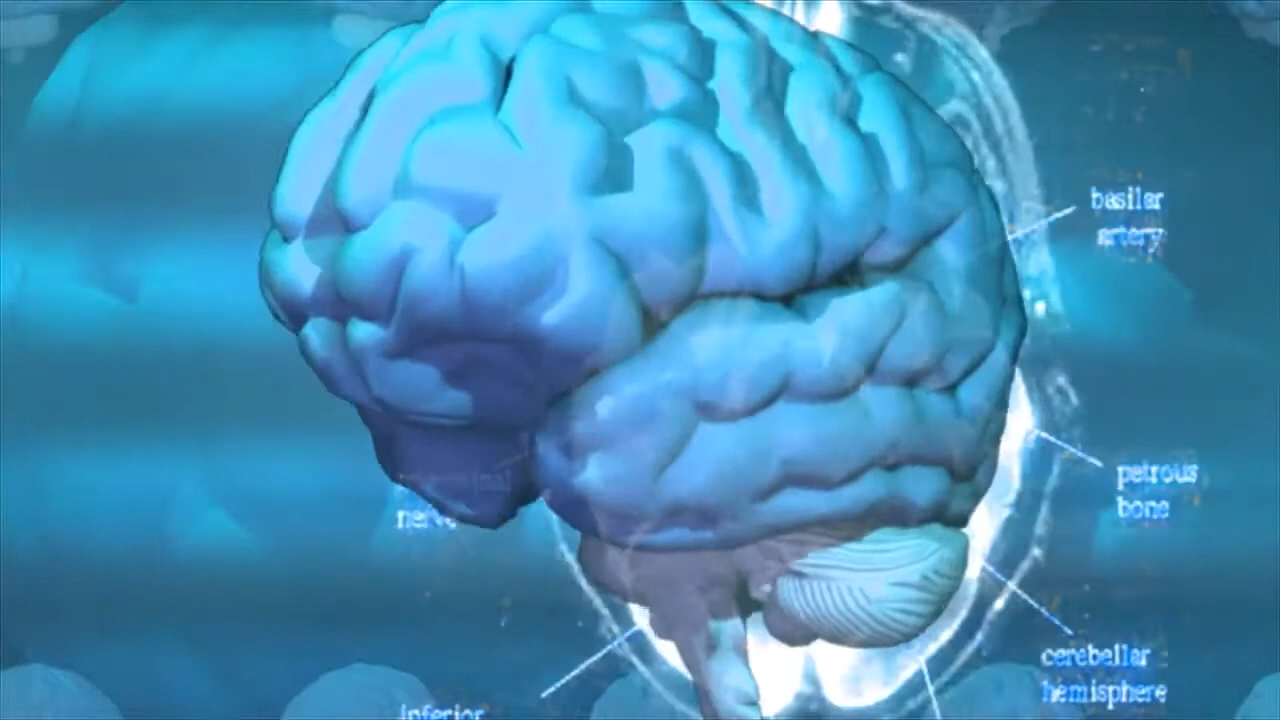 basilar
artery
petrous
bone
nerve
cerebellar
hemisphere
inferior